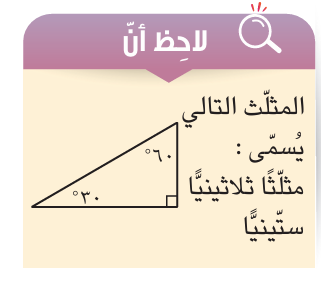 لاحِظ أنّ
المثلّث التالي
يُسمّى :
مثلّثًا ثلاثينيًّا
ستّينيًّا
٦٠°
٣٠°